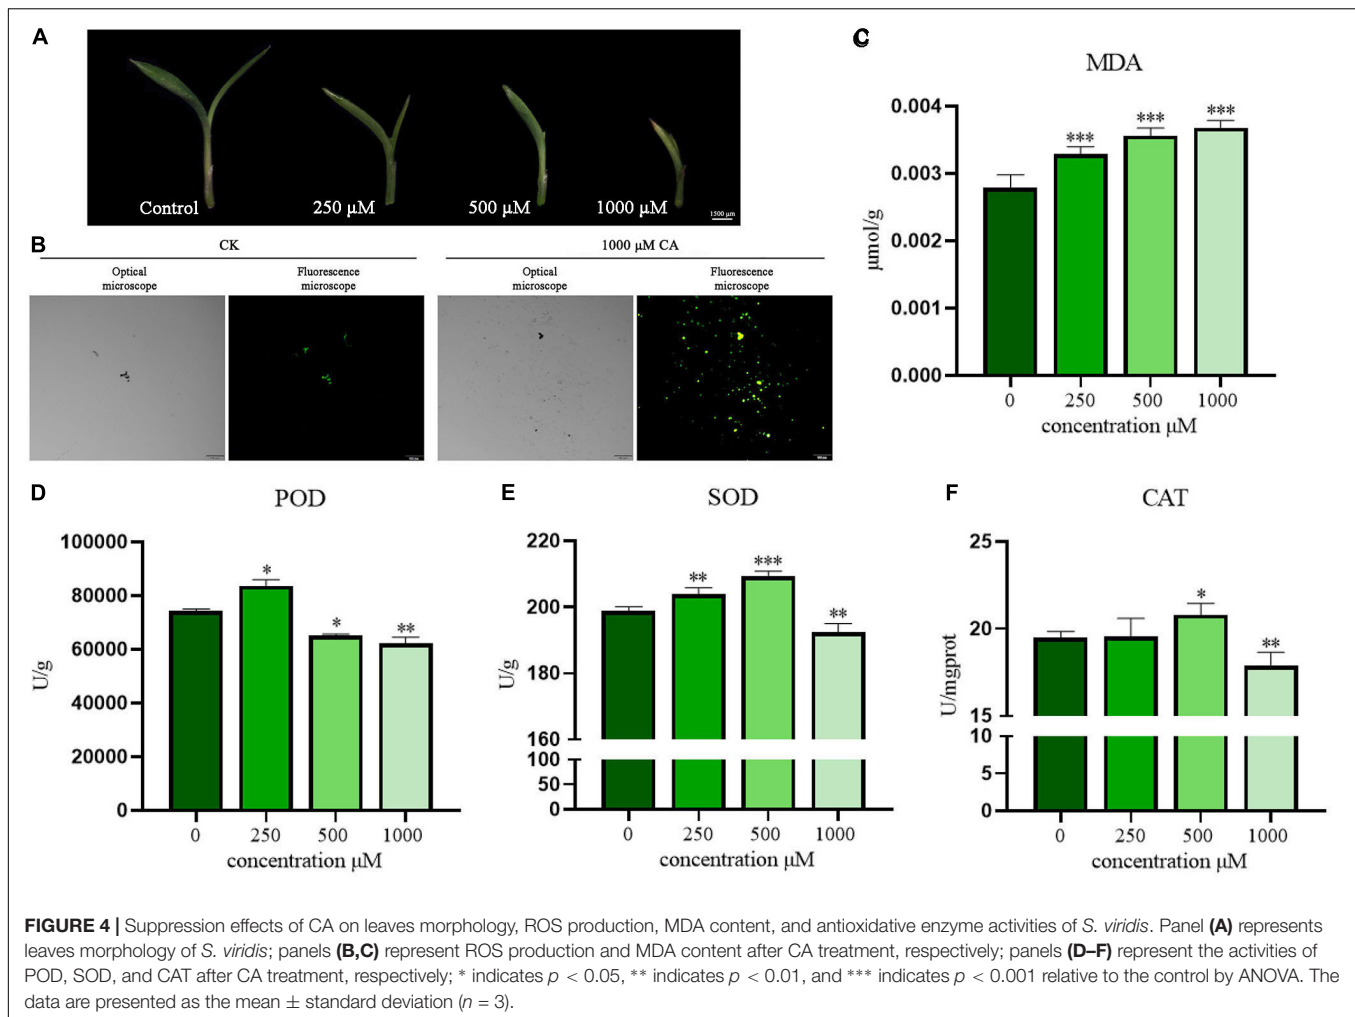 A
Control
250 μM
500 μM
1000 μM
1500 μm
B
CK
1000 μM CA
Optical
microscope
Fluorescence
microscope
Optical
microscope
Fluorescence
microscope
C
MDA
μmol/g
0.004
0.003
0.002
0.001
0.000
***
***
***
0
250
500
1000
concentration μM
D
POD
U/g
100000
80000
60000
40000
20000
0
*
*
**
0
250
500
1000
concentration μM
E
SOD
U/g
220
200
180
160
100
50
0
**
***
**
0
250
500
1000
concentration μM
F
CAT
U/mgprot
25
20
15
10
5
0
*
**
0
250
500
1000
concentration μM
FIGURE 4 | Suppression effects of CA on leaves morphology, ROS production, MDA content, and antioxidative enzyme activities of S. viridis. Panel (A) represents
leaves morphology of S. viridis; panels (B,C) represent ROS production and MDA content after CA treatment, respectively; panels (D–F) represent the activities of
POD, SOD, and CAT after CA treatment, respectively; * indicates p < 0.05, ** indicates p < 0.01, and *** indicates p < 0.001 relative to the control by ANOVA. The
data are presented as the mean ± standard deviation (n = 3).